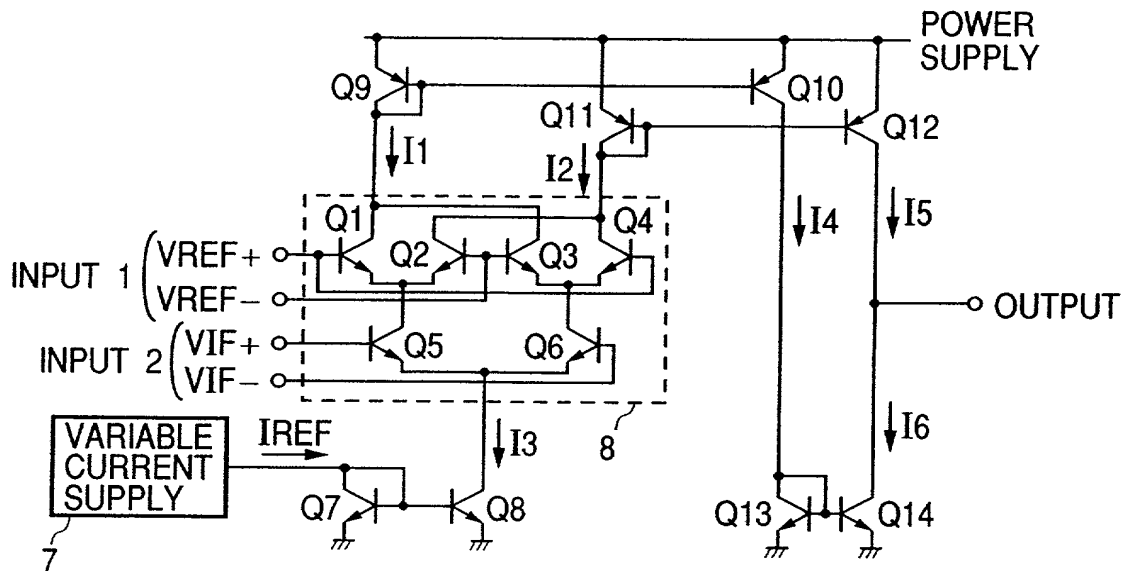 POWER
SUPPLY
Q9
Q10
Q11
Q12
I1
I2
I4
I5
Q1
Q2
Q3
Q4
INPUT 1
VREF+
VREF−
OUTPUT
INPUT 2
VIF+
VIF−
Q5
Q6
8
VARIABLE
CURRENT
SUPPLY
IREF
I3
I6
7
Q7
Q8
Q13
Q14